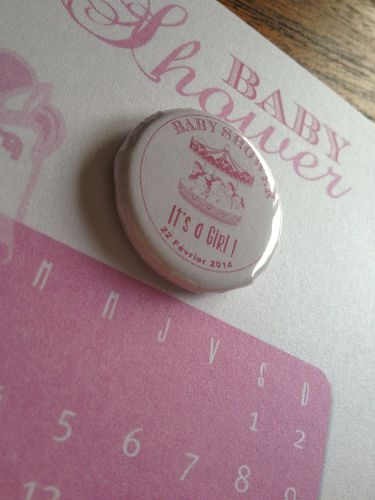 BABY
Shower
BABY SHOWER
It's a Girl !
22 Février 2014
M M J V S D
1 2
5 6 7 8 9